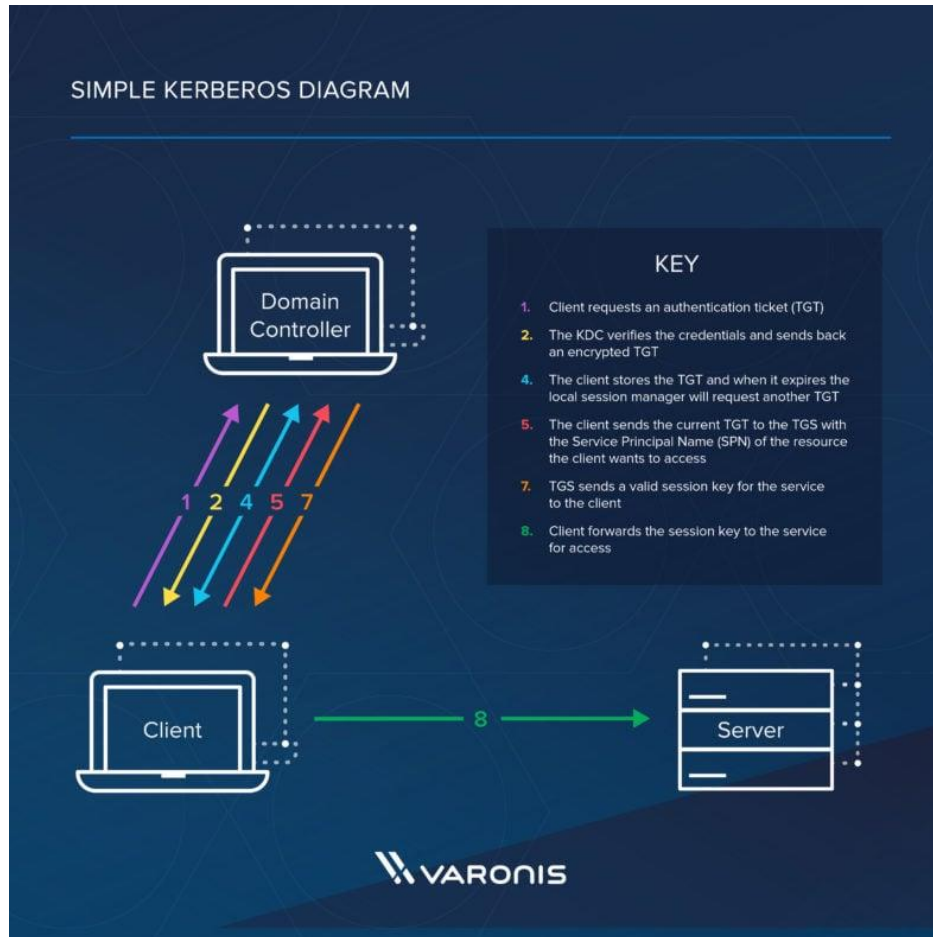 SIMPLE KERBEROS DIAGRAM
Domain
Controller
KEY
1. Client requests an authentication ticket (TGT)
2. The KDC verifies the credentials and sends back
an encrypted TGT
4. The client stores the TGT and when it expires the
local session manager will request another TGT
5. The client sends the current TGT to the TGS with
the Service Principal Name (SPN) of the resource
the client wants to access
7. TGS sends a valid session key for the service
to the client
8. Client forwards the session key to the service
for access
1 2 4 5 7
Client
8
Server
VARONIS